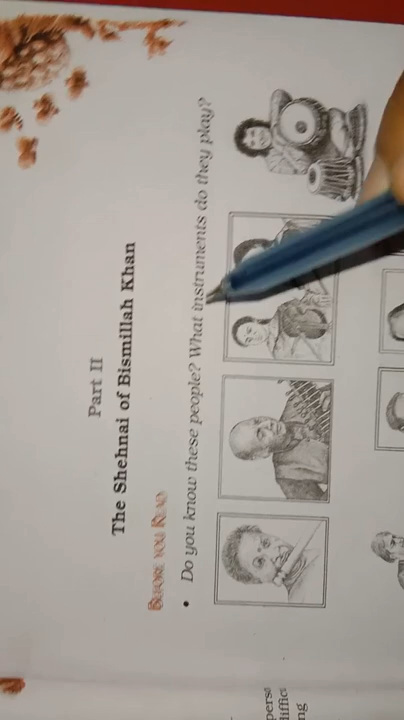 Part II
The Shehnai of Bismillah Khan
BEFORE YOU READ
• Do you know these people? What instruments do they play?
ng